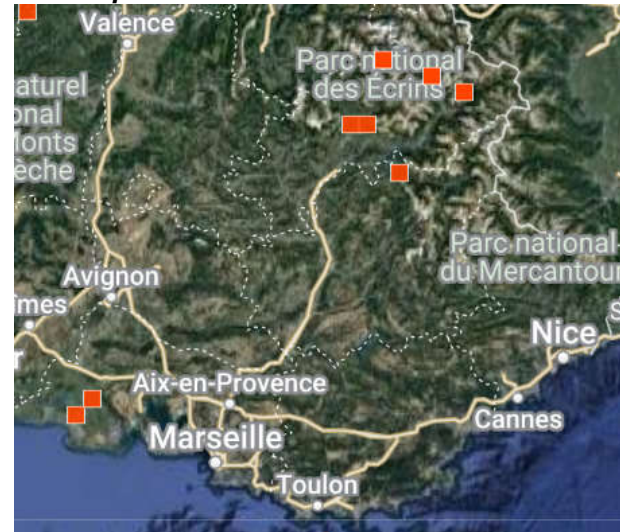 Valence
Parc national
des Écrins
aturel
onal
Monts
èche
Parc national
du Mercantour
Avignon
îmes
Nice
Aix-en-Provence
Cannes
Marseille
Toulon